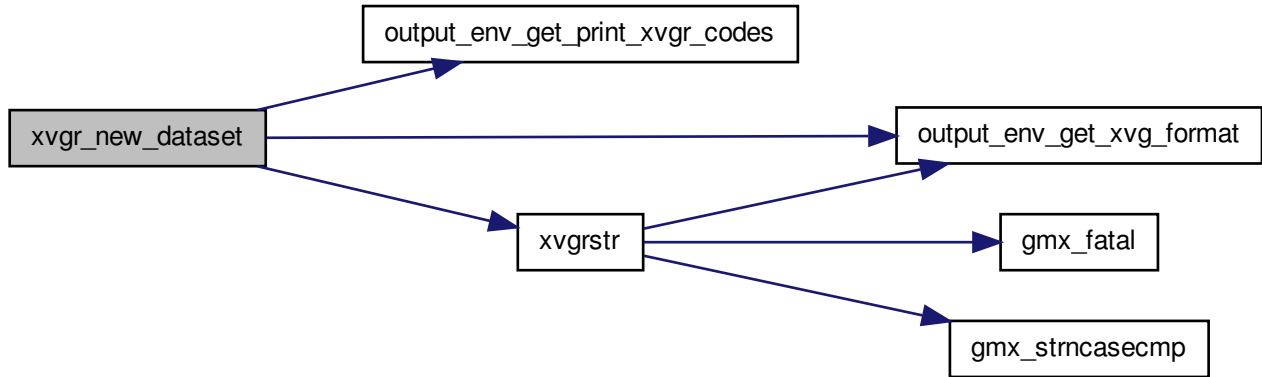 output_env_get_print_xvgr_codes
xvgr_new_dataset
output_env_get_xvg_format
xvgrstr
gmx_fatal
gmx_strncasecmp